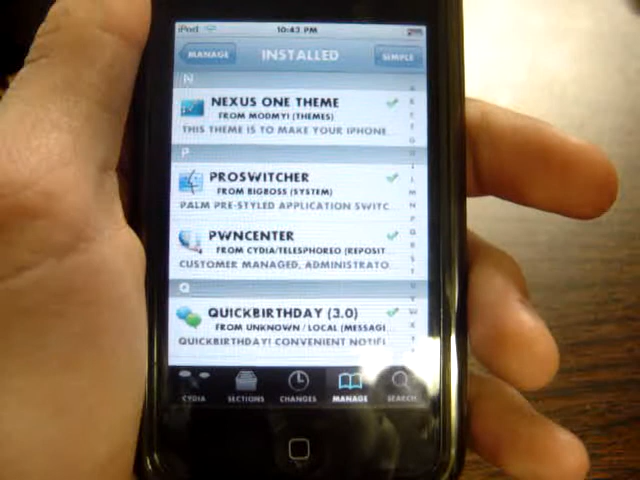 iPod 10:43 PM
MANAGE INSTALLED SIMPLE
N
NEXUS ONE THEME
FROM MODMYI (THEMES)
THIS THEME IS TO MAKE YOUR IPHONE
P
PROSWITCHER
FROM BIGBOSS (SYSTEM)
PALM PRE-STYLED APPLICATION SWITC...
PWNCENTER
FROM CYDIA/TELESPHOREO (REPOSIT...
CUSTOMER MANAGED, ADMINISTRATO...
Q
QUICKBIRTHDAY (3.0)
FROM UNKNOWN / LOCAL (MESSAGI...
QUICKBIRTHDAY! CONVENIENT NOTIFI...
CYDIA SECTIONS CHANGES MANAGE SEARCH